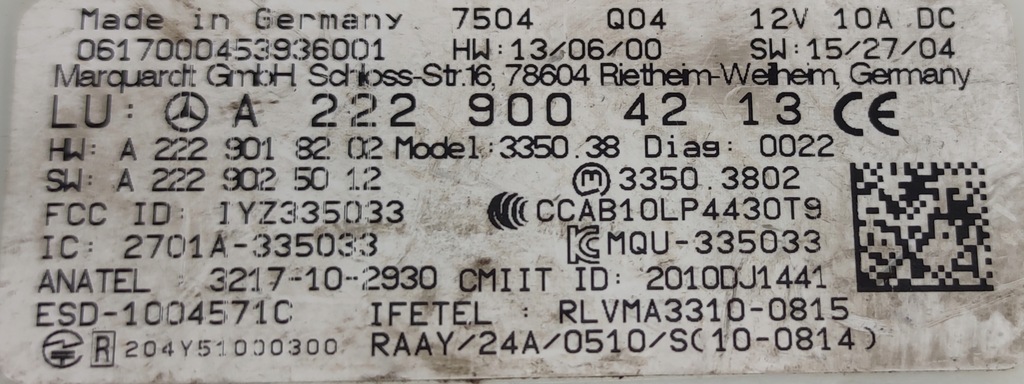 Made in Germany 7504 Q04 12V 10A DC
0617000453936001 HW:13/06/00 SW:15/27/04
Marquardt GmbH, Schloss-Str.16, 78604 Rietheim-Weilheim, Germany
LU: A 222 900 42 13 CE
HW: A 222 901 82 02 Model:3350.38 Diag: 0022
SW: A 222 902 50 12 m 3350.3802
FCC ID: IYZ335033 CCAB10LP4430T9
IC: 2701A-335033 MQU-335033
ANATEL : 3217-10-2930 CMIIT ID: 2010DJ1441
ESD-1004571C IFETEL : RLVMA3310-0815
R 204Y51000300 RAAY/24A/0510/S(10-0814)